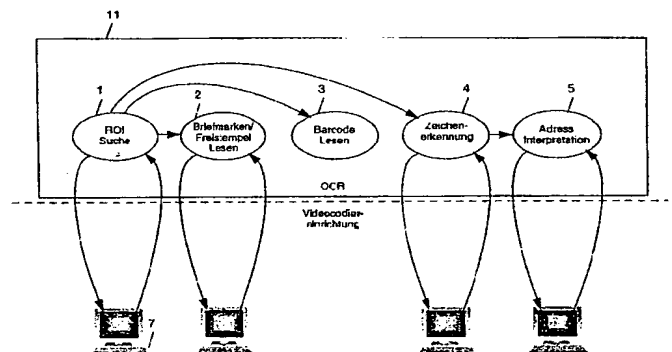 11
1
2
3
4
5
ROI
Suche
Briefmarken/
Freistempel
Lesen
Barcode
Lesen
Zeichen-
erkennung
Adress
Interpretation
OCR
Videocodier-
einrichtung
7